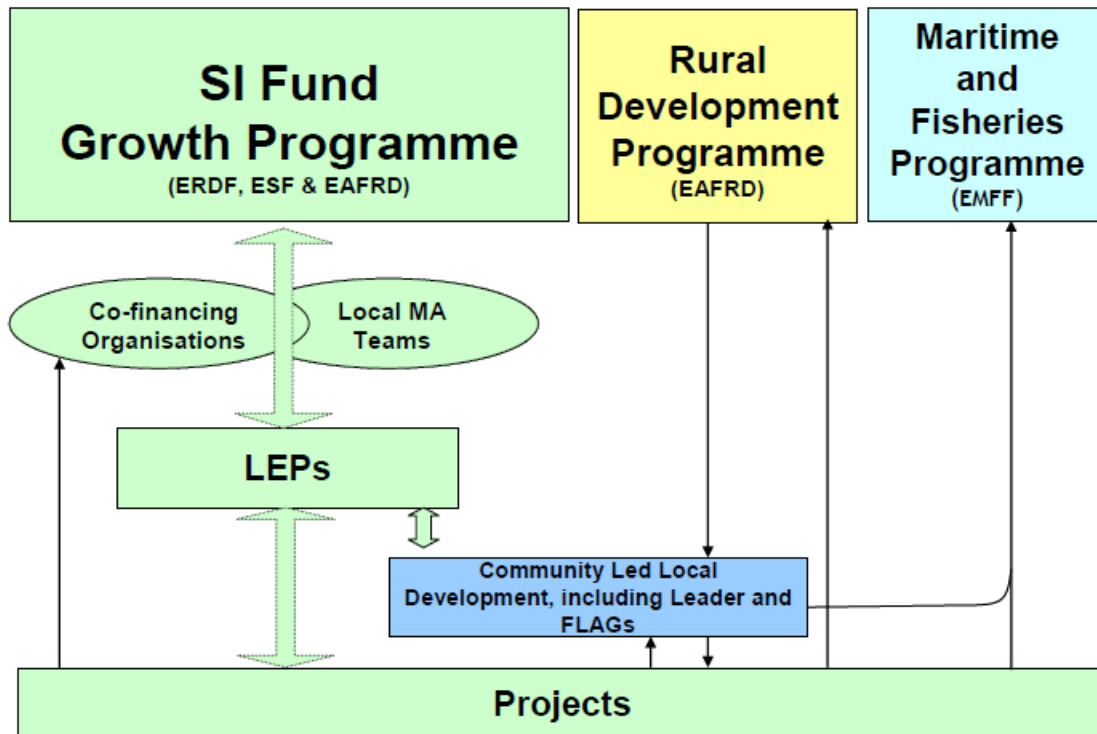 SI Fund
Growth Programme
(ERDF, ESF & EAFRD)
Rural
Development
Programme
(EAFRD)
Maritime
and
Fisheries
Programme
(EMFF)
Co-financing
Organisations
Local MA
Teams
LEPs
Community Led Local
Development, including Leader and
FLAGs
Projects